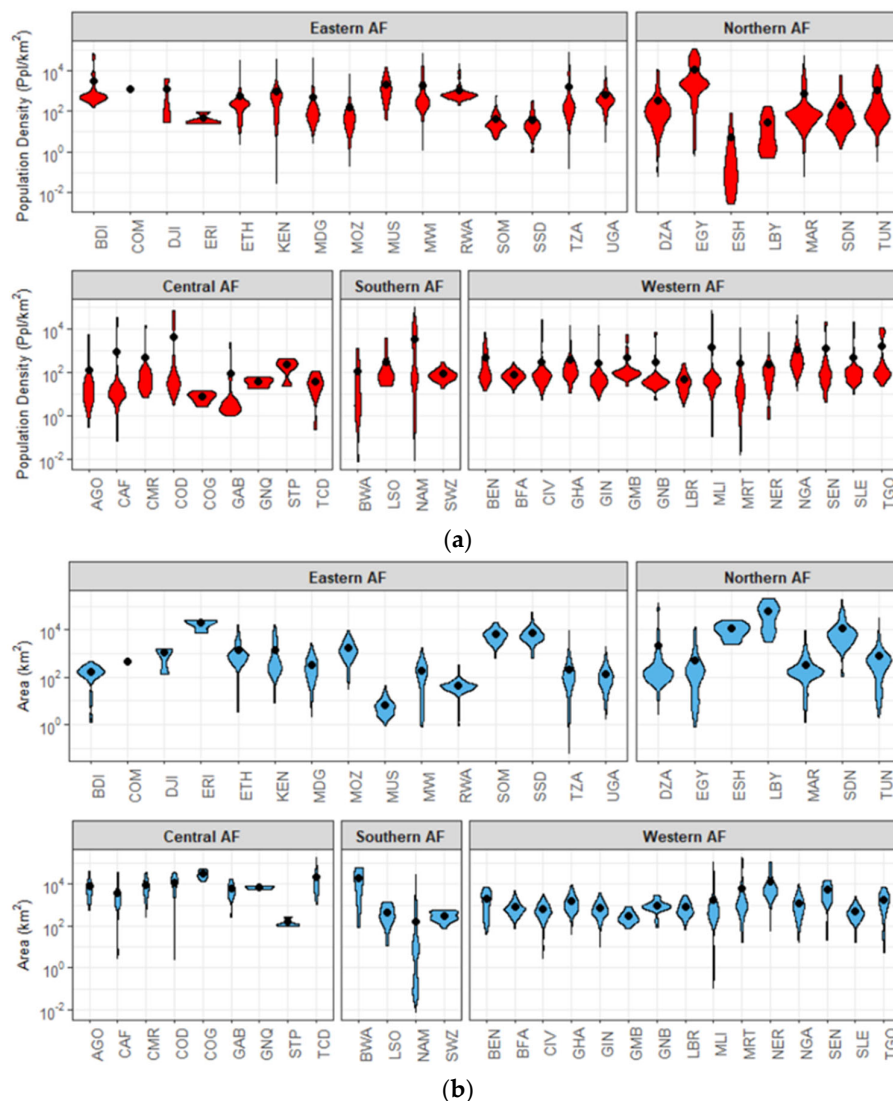 (a)
Eastern AF
Northern AF
Population Density (Ppl/km²)
10⁴
10²
10⁰
10⁻²
BDI COM DJI ERI ETH KEN MDG MOZ MUS MWI RWA SOM SSD TZA UGA
DZA EGY ESH LBY MAR SDN TUN
Central AF
Southern AF
Western AF
Population Density (Ppl/km²)
10⁴
10²
10⁰
10⁻²
AGO CAF CMR COD COG GAB GNQ STP TCD
BWA LSO NAM SWZ
BEN BFA CIV GHA GIN GMB GNB LBR MLI MRT NER NGA SEN SLE TGO
(a)
Eastern AF
Northern AF
Area (km²)
10⁴
10²
10⁰
BDI COM DJI ERI ETH KEN MDG MOZ MUS MWI RWA SOM SSD TZA UGA
DZA EGY ESH LBY MAR SDN TUN
Central AF
Southern AF
Western AF
Area (km²)
10⁴
10²
10⁰
10⁻²
AGO CAF CMR COD COG GAB GNQ STP TCD
BWA LSO NAM SWZ
BEN BFA CIV GHA GIN GMB GNB LBR MLI MRT NER NGA SEN SLE TGO
(b)